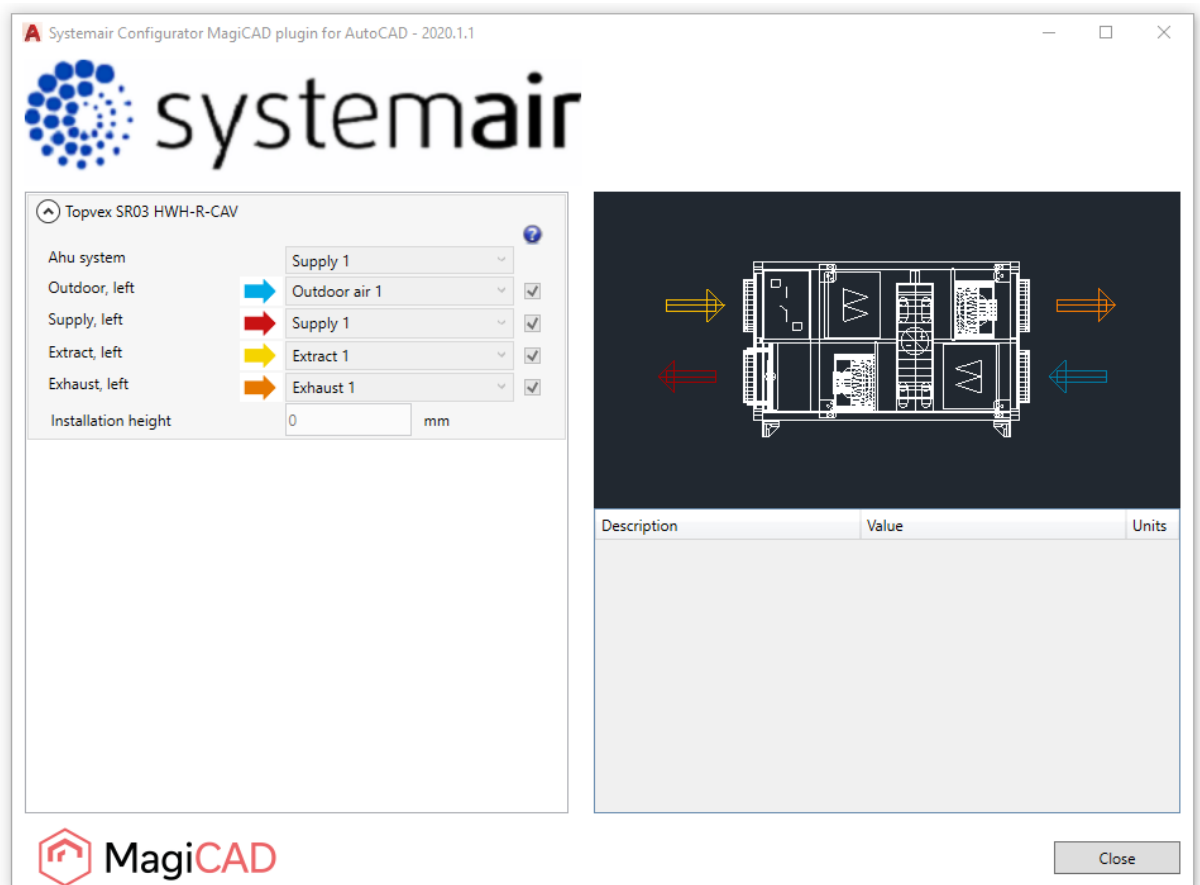 Systemair Configurator MagiCAD plugin for AutoCAD - 2020.1.1
systemair
Topvex SR03 HWH-R-CAV
Ahu system Supply 1
Outdoor, left Outdoor air 1
Supply, left Supply 1
Extract, left Extract 1
Exhaust, left Exhaust 1
Installation height 0 mm
Description Value Units
MagiCAD
Close